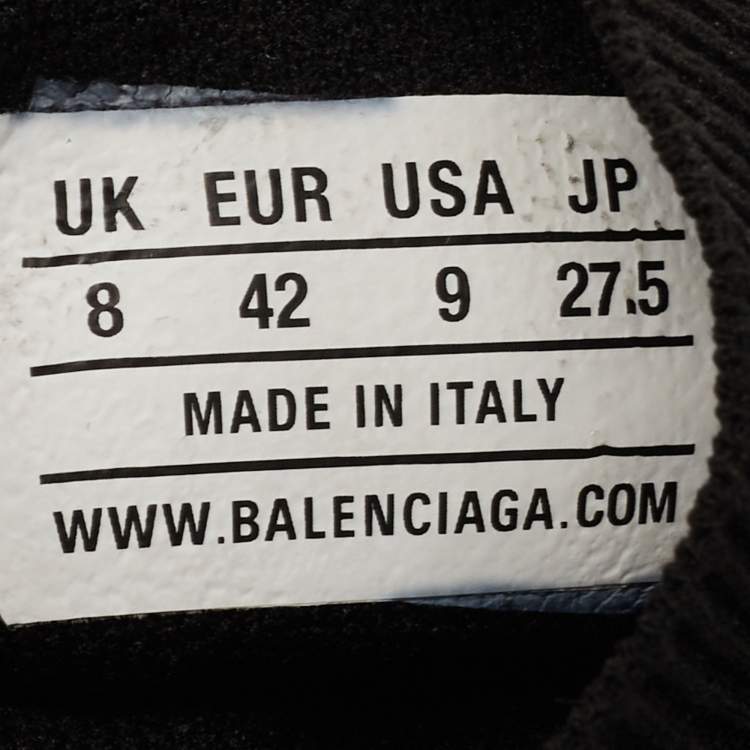 UK EUR USA JP
8 42 9 27.5
MADE IN ITALY
WWW.BALENCIAGA.COM